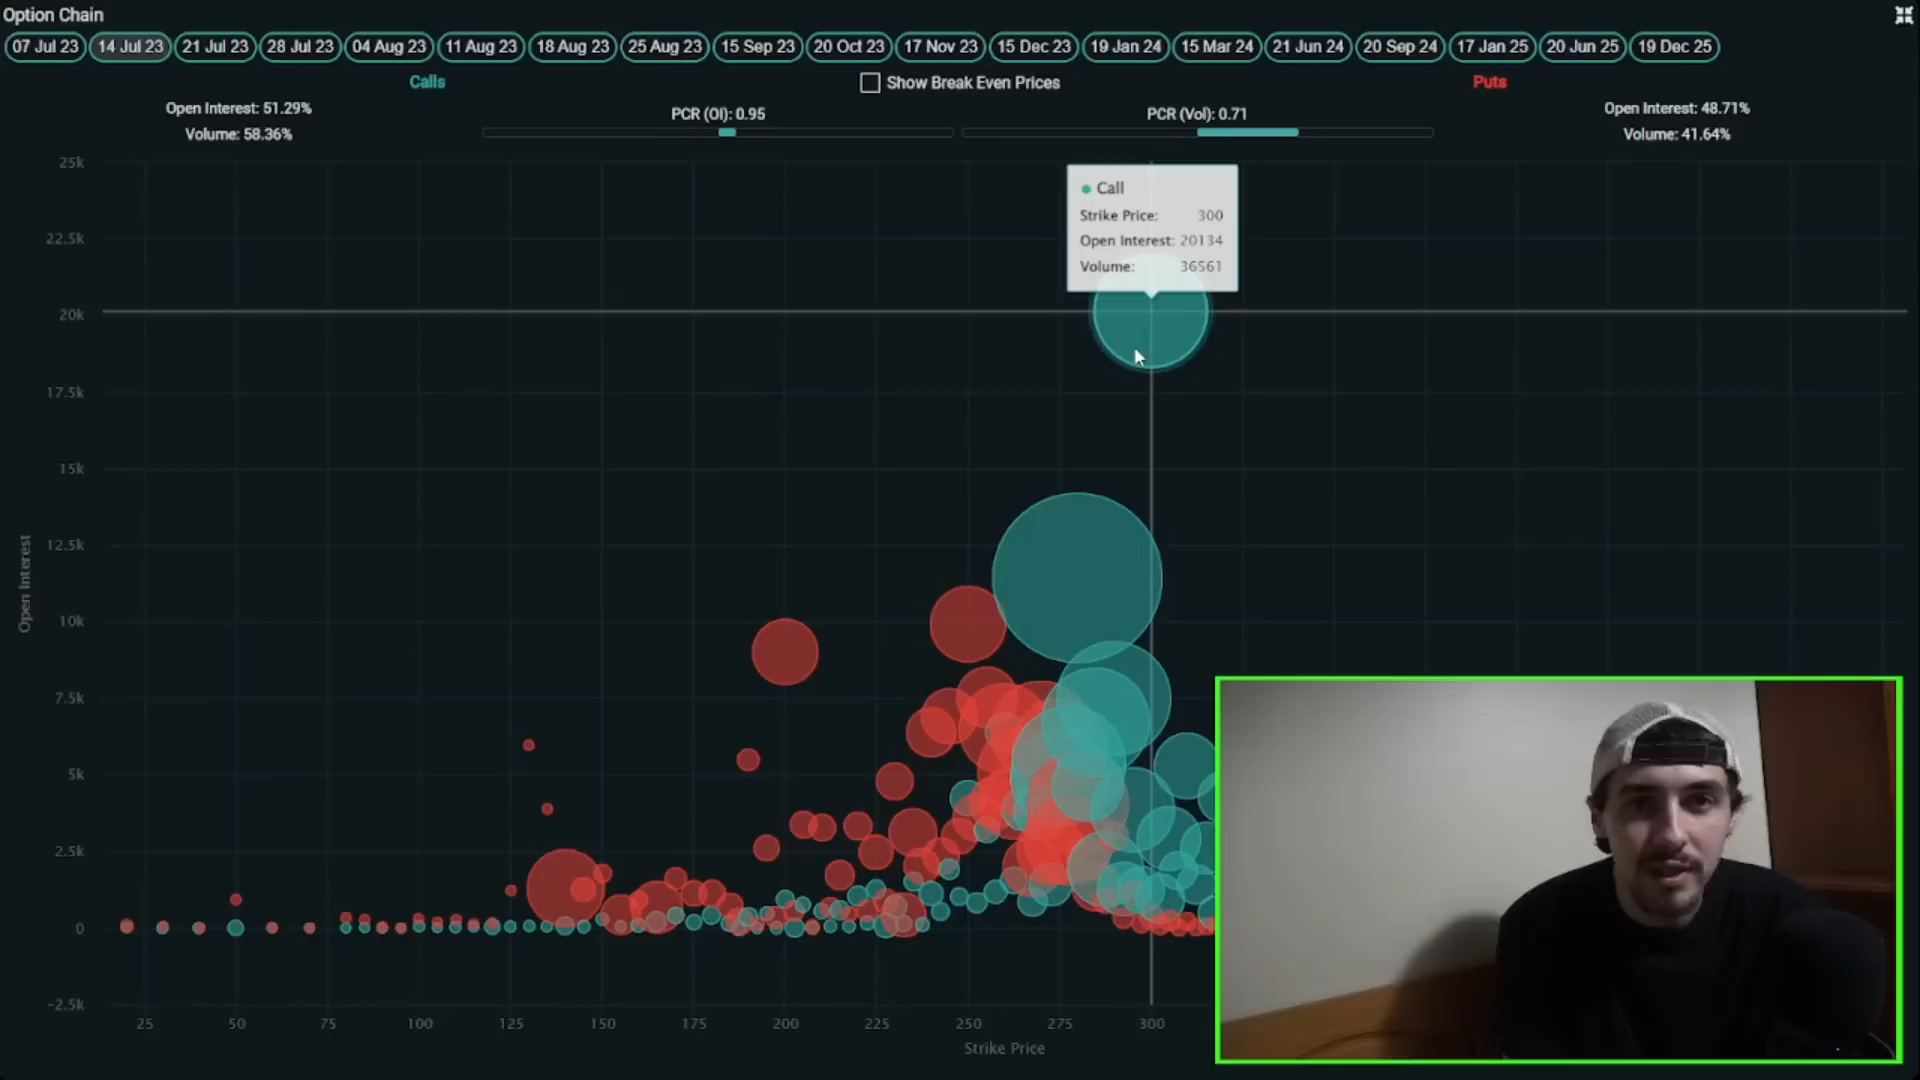 Option Chain
07 Jul 23 14 Jul 23 21 Jul 23 28 Jul 23 04 Aug 23 11 Aug 23 18 Aug 23 25 Aug 23 15 Sep 23 20 Oct 23 17 Nov 23 15 Dec 23 19 Jan 24 15 Mar 24 21 Jun 24 20 Sep 24 17 Jan 25 20 Jun 25 19 Dec 25
Calls
Show Break Even Prices
Puts
Open Interest: 51.29%
Volume: 58.36%
PCR (OI): 0.95
PCR (Vol): 0.71
Open Interest: 48.71%
Volume: 41.64%
Call
Strike Price: 300
Open Interest: 20134
Volume: 36561
25k
22.5k
20k
17.5k
15k
12.5k
10k
7.5k
5k
2.5k
0
−2.5k
Open Interest
25 50 75 100 125 150 175 200 225 250 275 300
Strike Price